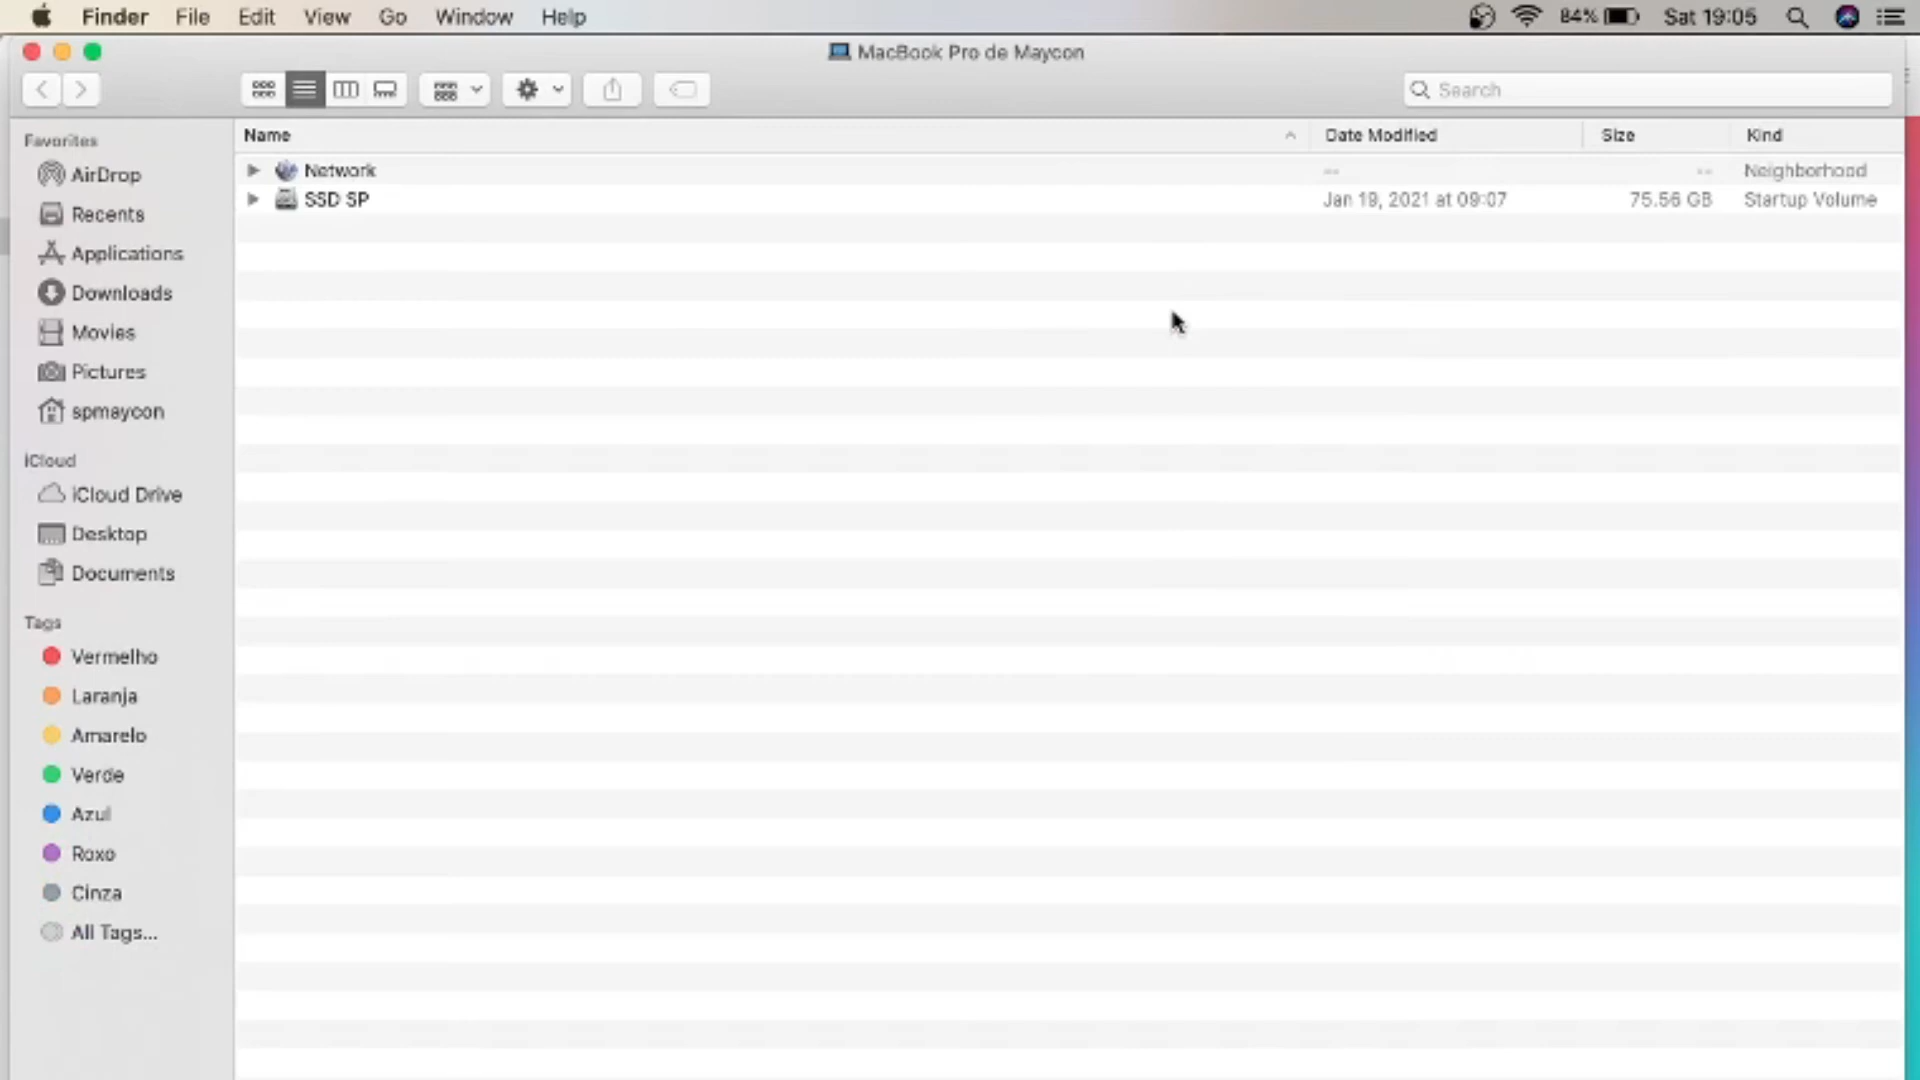 Finder File Edit View Go Window Help 84% Sat 19:05
MacBook Pro de Maycon
Search
Name Date Modified Size Kind
Network -- -- Neighborhood
SSD SP Jan 19, 2021 at 09:07 75.56 GB Startup Volume
Favorites
AirDrop
Recents
Applications
Downloads
Movies
Pictures
spmaycon
iCloud
iCloud Drive
Desktop
Documents
Tags
Vermelho
Laranja
Amarelo
Verde
Azul
Roxo
Cinza
All Tags...